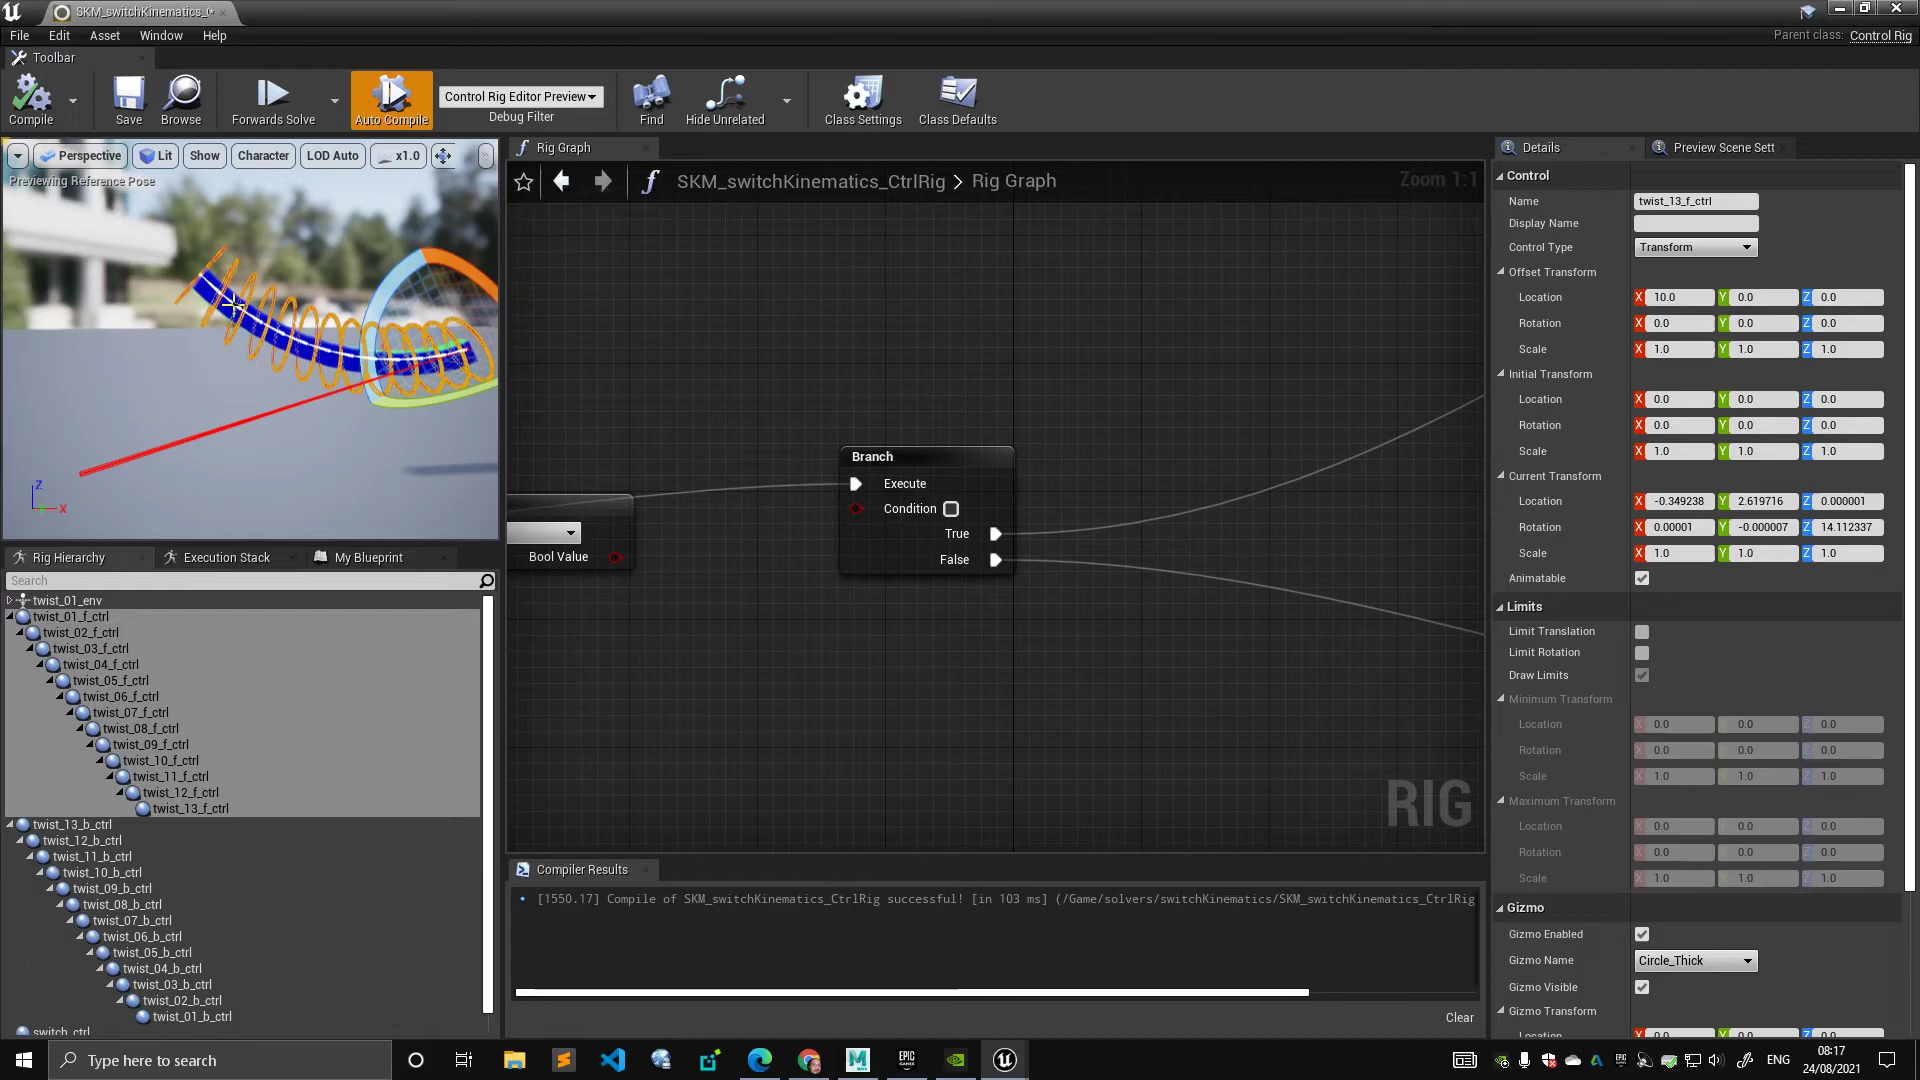 SKM_switchKinematics_(*
File Edit Asset Window Help
Parent class: Control Rig
Toolbar
Compile
Save
Browse
Forwards Solve
Auto Compile
Control Rig Editor Preview
Debug Filter
Find
Hide Unrelated
Class Settings
Class Defaults
Perspective
Lit
Show
Character
LOD Auto
x1.0
Previewing Reference Pose
Z
X
Rig Graph
SKM_switchKinematics_CtrlRig > Rig Graph
Zoom 1:1
Bool Value
Branch
Execute
Condition
True
False
RIG
Rig Hierarchy
Execution Stack
My Blueprint
Search
twist_01_env
twist_01_f_ctrl
twist_02_f_ctrl
twist_03_f_ctrl
twist_04_f_ctrl
twist_05_f_ctrl
twist_06_f_ctrl
twist_07_f_ctrl
twist_08_f_ctrl
twist_09_f_ctrl
twist_10_f_ctrl
twist_11_f_ctrl
twist_12_f_ctrl
twist_13_f_ctrl
twist_13_b_ctrl
twist_12_b_ctrl
twist_11_b_ctrl
twist_10_b_ctrl
twist_09_b_ctrl
twist_08_b_ctrl
twist_07_b_ctrl
twist_06_b_ctrl
twist_05_b_ctrl
twist_04_b_ctrl
twist_03_b_ctrl
twist_02_b_ctrl
twist_01_b_ctrl
switch_ctrl
Compiler Results
[1550.17] Compile of SKM_switchKinematics_CtrlRig successful! [in 103 ms] (/Game/solvers/switchKinematics/SKM_switchKinematics_CtrlRig
Clear
Details
Preview Scene Sett
Control
Name twist_13_f_ctrl
Display Name
Control Type Transform
Offset Transform
Location X 10.0 Y 0.0 Z 0.0
Rotation X 0.0 Y 0.0 Z 0.0
Scale X 1.0 Y 1.0 Z 1.0
Initial Transform
Location X 0.0 Y 0.0 Z 0.0
Rotation X 0.0 Y 0.0 Z 0.0
Scale X 1.0 Y 1.0 Z 1.0
Current Transform
Location X -0.349238 Y 2.619716 Z 0.000001
Rotation X 0.00001 Y -0.000007 Z 14.112337
Scale X 1.0 Y 1.0 Z 1.0
Animatable
Limits
Limit Translation
Limit Rotation
Draw Limits
Minimum Transform
Location X 0.0 Y 0.0 Z 0.0
Rotation X 0.0 Y 0.0 Z 0.0
Scale X 1.0 Y 1.0 Z 1.0
Maximum Transform
Location X 0.0 Y 0.0 Z 0.0
Rotation X 0.0 Y 0.0 Z 0.0
Scale X 1.0 Y 1.0 Z 1.0
Gizmo
Gizmo Enabled
Gizmo Name Circle_Thick
Gizmo Visible
Gizmo Transform
Location X 0.0 Y 0.0 Z 0.0
Type here to search
ENG
08:17
24/08/2021